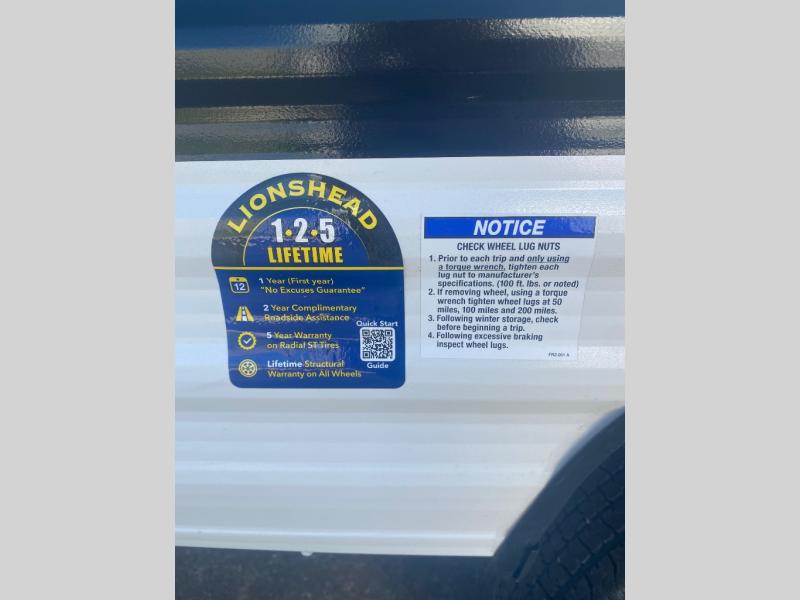 LIONSHEAD
1·2·5
LIFETIME
12
1 Year (First year)
"No Excuses Guarantee"
2 Year Complimentary
Roadside Assistance
5 Year Warranty
on Radial ST Tires
Lifetime Structural
Warranty on All Wheels
Quick Start
Guide
NOTICE
CHECK WHEEL LUG NUTS
1. Prior to each trip and only using
a torque wrench, tighten each
lug nut to manufacturer's
specifications. (100 ft. lbs. or noted)
2. If removing wheel, using a torque
wrench tighten wheel lugs at 50
miles, 100 miles and 200 miles.
3. Following winter storage, check
before beginning a trip.
4. Following excessive braking
inspect wheel lugs.